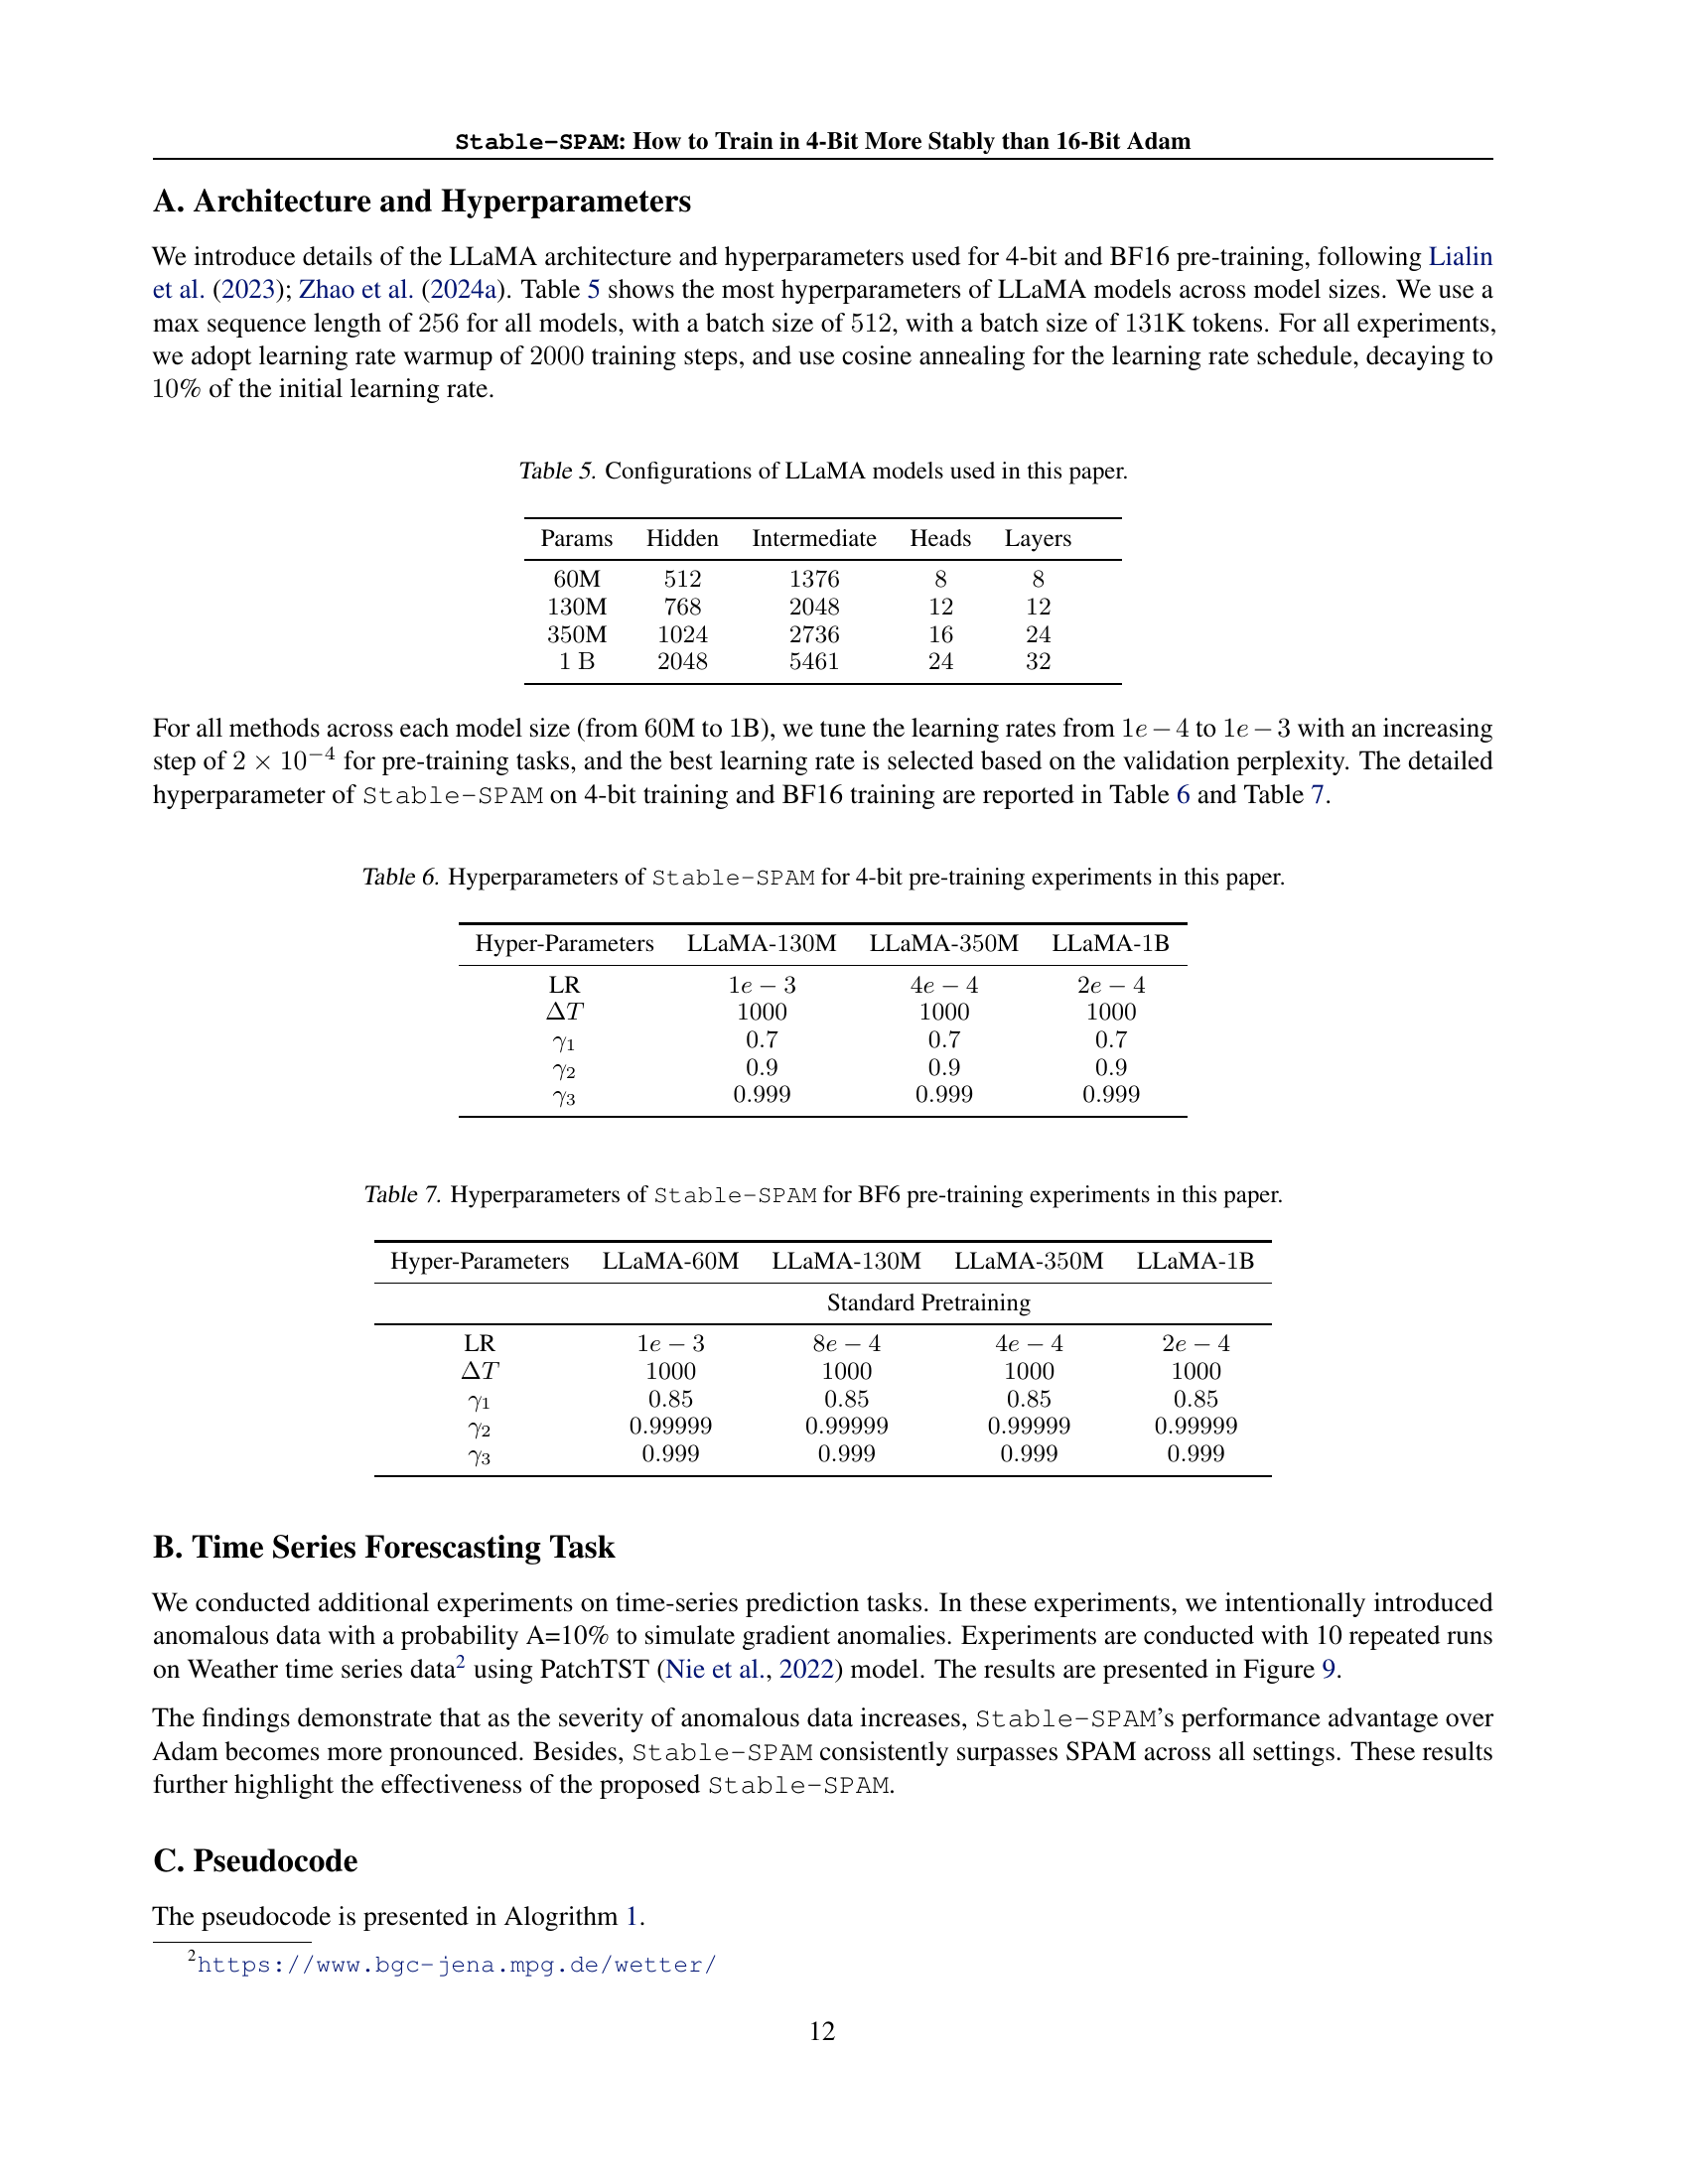 Stable-SPAM: How to Train in 4-Bit More Stably than 16-Bit Adam
A. Architecture and Hyperparameters
We introduce details of the LLaMA architecture and hyperparameters used for 4-bit and BF16 pre-training, following Lialin
et al. (2023); Zhao et al. (2024a). Table 5 shows the most hyperparameters of LLaMA models across model sizes. We use a
max sequence length of 256 for all models, with a batch size of 512, with a batch size of 131K tokens. For all experiments,
we adopt learning rate warmup of 2000 training steps, and use cosine annealing for the learning rate schedule, decaying to
10% of the initial learning rate.
Table 5. Configurations of LLaMA models used in this paper.
Params Hidden Intermediate Heads Layers
60M 512 1376 8 8
130M 768 2048 12 12
350M 1024 2736 16 24
1 B 2048 5461 24 32
For all methods across each model size (from 60M to 1B), we tune the learning rates from 1e − 4 to 1e − 3 with an increasing
step of 2 × 10⁻⁴ for pre-training tasks, and the best learning rate is selected based on the validation perplexity. The detailed
hyperparameter of Stable-SPAM on 4-bit training and BF16 training are reported in Table 6 and Table 7.
Table 6. Hyperparameters of Stable-SPAM for 4-bit pre-training experiments in this paper.
Hyper-Parameters LLaMA-130M LLaMA-350M LLaMA-1B
LR 1e − 3 4e − 4 2e − 4
ΔT 1000 1000 1000
γ₁ 0.7 0.7 0.7
γ₂ 0.9 0.9 0.9
γ₃ 0.999 0.999 0.999
Table 7. Hyperparameters of Stable-SPAM for BF6 pre-training experiments in this paper.
Hyper-Parameters LLaMA-60M LLaMA-130M LLaMA-350M LLaMA-1B
Standard Pretraining
LR 1e − 3 8e − 4 4e − 4 2e − 4
ΔT 1000 1000 1000 1000
γ₁ 0.85 0.85 0.85 0.85
γ₂ 0.99999 0.99999 0.99999 0.99999
γ₃ 0.999 0.999 0.999 0.999
B. Time Series Forescasting Task
We conducted additional experiments on time-series prediction tasks. In these experiments, we intentionally introduced
anomalous data with a probability A=10% to simulate gradient anomalies. Experiments are conducted with 10 repeated runs
on Weather time series data² using PatchTST (Nie et al., 2022) model. The results are presented in Figure 9.
The findings demonstrate that as the severity of anomalous data increases, Stable-SPAM's performance advantage over
Adam becomes more pronounced. Besides, Stable-SPAM consistently surpasses SPAM across all settings. These results
further highlight the effectiveness of the proposed Stable-SPAM.
C. Pseudocode
The pseudocode is presented in Alogrithm 1.
²https://www.bgc-jena.mpg.de/wetter/
12